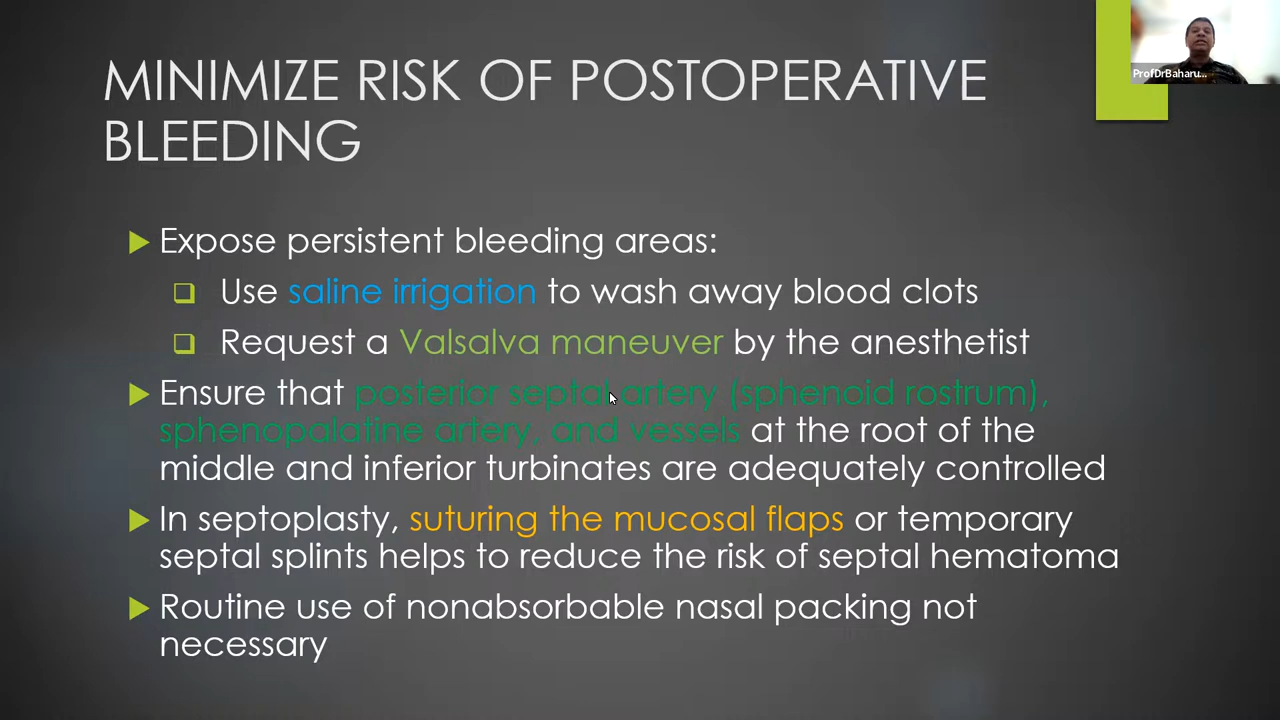 MINIMIZE RISK OF POSTOPERATIVE
BLEEDING
ProfDrBaharu...
Expose persistent bleeding areas:
Use saline irrigation to wash away blood clots
Request a Valsalva maneuver by the anesthetist
Ensure that posterior septal artery (sphenoid rostrum),
sphenopalatine artery, and vessels at the root of the
middle and inferior turbinates are adequately controlled
In septoplasty, suturing the mucosal flaps or temporary
septal splints helps to reduce the risk of septal hematoma
Routine use of nonabsorbable nasal packing not
necessary